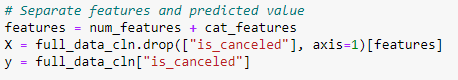 # Separate features and predicted value
features = num_features + cat_features
X = full_data_cln.drop(["is_canceled"], axis=1)[features]
y = full_data_cln["is_canceled"]